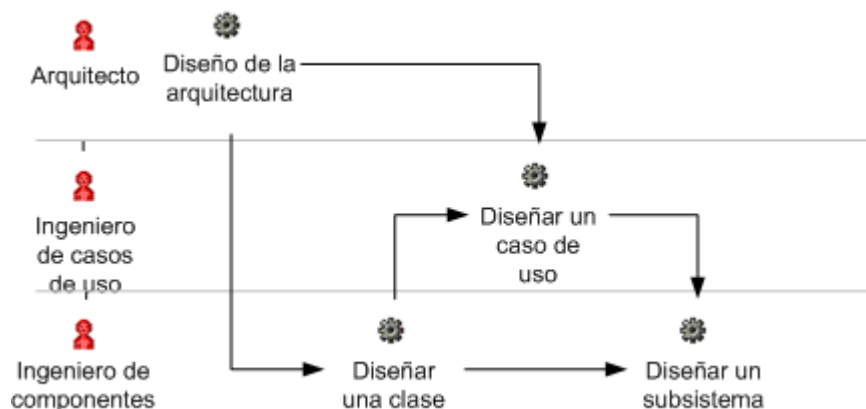 Arquitecto
Diseño de la
arquitectura
Ingeniero
de casos
de uso
Diseñar un
caso de
uso
Ingeniero de
componentes
Diseñar
una clase
Diseñar un
subsistema